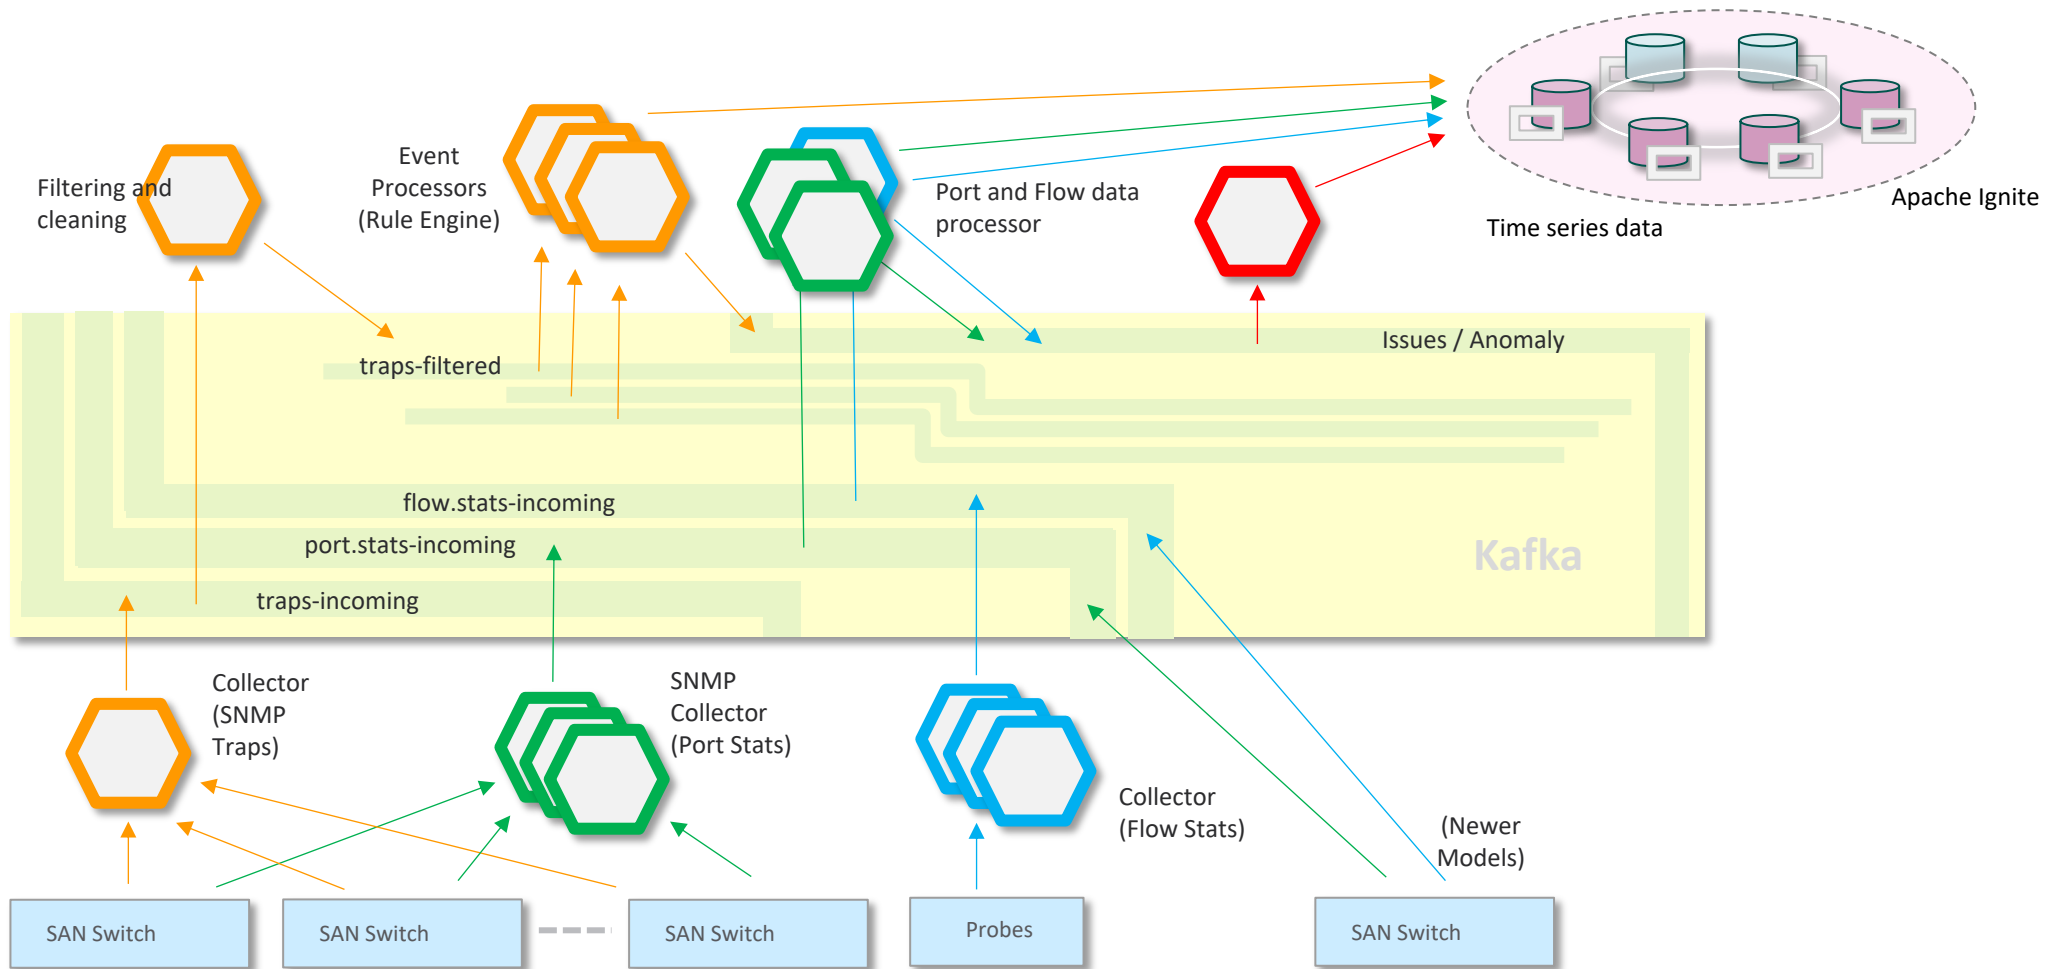 Filtering and
cleaning
Event
Processors
(Rule Engine)
Port and Flow data
processor
Time series data
Apache Ignite
Issues / Anomaly
traps-filtered
flow.stats-incoming
port.stats-incoming
traps-incoming
Kafka
Collector
(SNMP
Traps)
SNMP
Collector
(Port Stats)
Collector
(Flow Stats)
(Newer
Models)
SAN Switch
SAN Switch
SAN Switch
Probes
SAN Switch